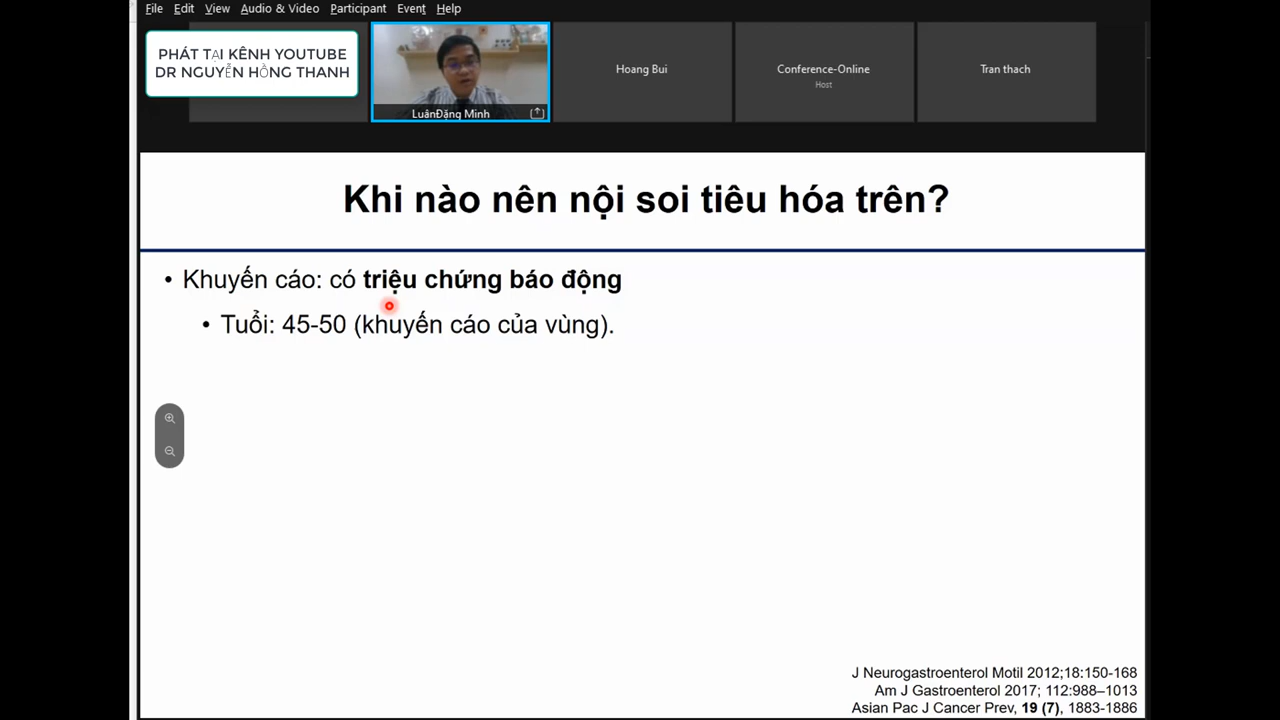 File Edit View Audio & Video Participant Event Help
PHÁT TẠI KÊNH YOUTUBE
DR NGUYỄN HỒNG THANH
LuânĐặng Minh
Hoang Bui
Conference-Online
Host
Tran thach
Khi nào nên nội soi tiêu hóa trên?
• Khuyến cáo: có triệu chứng báo động
• Tuổi: 45-50 (khuyến cáo của vùng).
J Neurogastroenterol Motil 2012;18:150-168
Am J Gastroenterol 2017; 112:988–1013
Asian Pac J Cancer Prev, 19 (7), 1883-1886